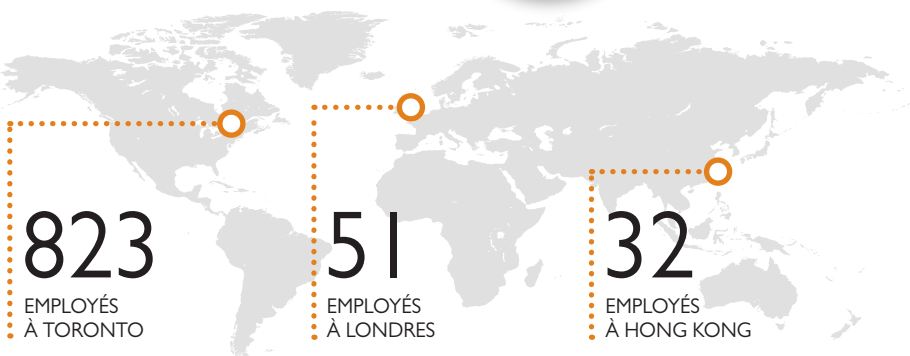 823
EMPLOYÉS
À TORONTO
51
EMPLOYÉS
À LONDRES
32
EMPLOYÉS
À HONG KONG